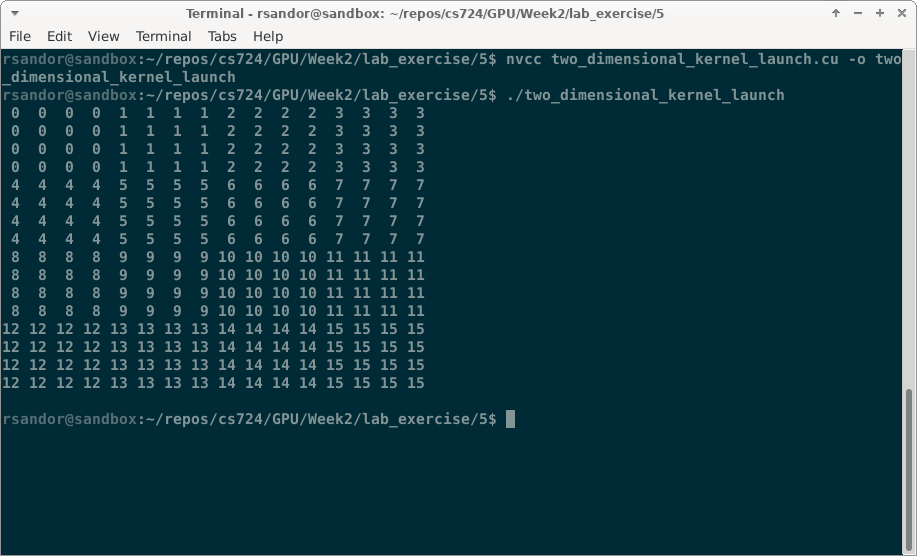 Terminal - rsandor@sandbox: ~/repos/cs724/GPU/Week2/lab_exercise/5
File Edit View Terminal Tabs Help
rsandor@sandbox:~/repos/cs724/GPU/Week2/lab_exercise/5$ nvcc two_dimensional_kernel_launch.cu -o two
_dimensional_kernel_launch
rsandor@sandbox:~/repos/cs724/GPU/Week2/lab_exercise/5$ ./two_dimensional_kernel_launch
 0  0  0  0  1  1  1  1  2  2  2  2  3  3  3  3
 0  0  0  0  1  1  1  1  2  2  2  2  3  3  3  3
 0  0  0  0  1  1  1  1  2  2  2  2  3  3  3  3
 0  0  0  0  1  1  1  1  2  2  2  2  3  3  3  3
 4  4  4  4  5  5  5  5  6  6  6  6  7  7  7  7
 4  4  4  4  5  5  5  5  6  6  6  6  7  7  7  7
 4  4  4  4  5  5  5  5  6  6  6  6  7  7  7  7
 4  4  4  4  5  5  5  5  6  6  6  6  7  7  7  7
 8  8  8  8  9  9  9  9 10 10 10 10 11 11 11 11
 8  8  8  8  9  9  9  9 10 10 10 10 11 11 11 11
 8  8  8  8  9  9  9  9 10 10 10 10 11 11 11 11
 8  8  8  8  9  9  9  9 10 10 10 10 11 11 11 11
12 12 12 12 13 13 13 13 14 14 14 14 15 15 15 15
12 12 12 12 13 13 13 13 14 14 14 14 15 15 15 15
12 12 12 12 13 13 13 13 14 14 14 14 15 15 15 15
12 12 12 12 13 13 13 13 14 14 14 14 15 15 15 15
rsandor@sandbox:~/repos/cs724/GPU/Week2/lab_exercise/5$